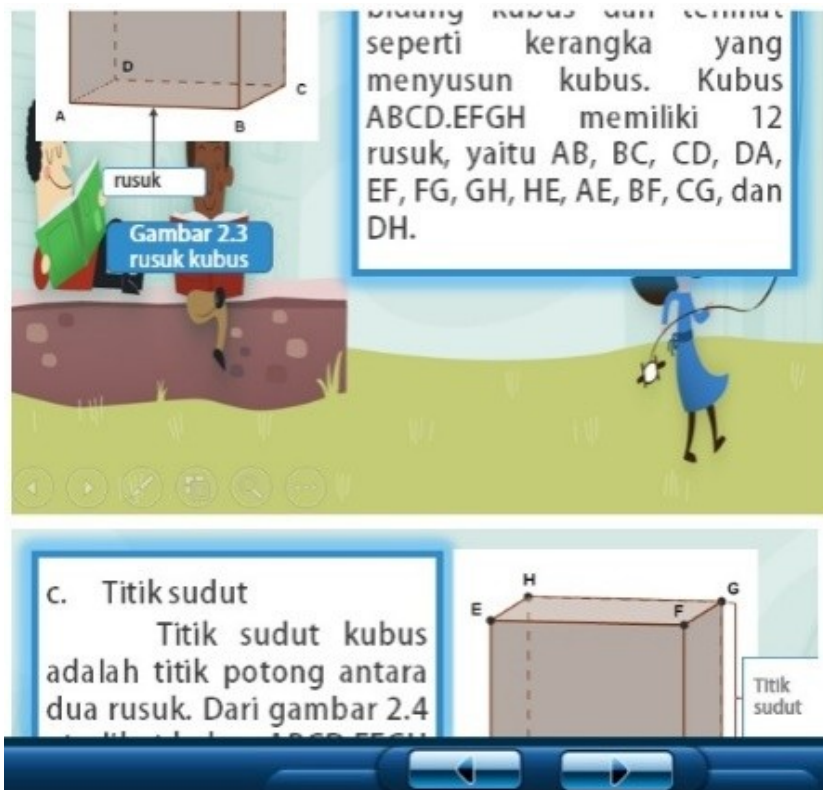 D
C
A
B
rusuk
Gambar 2.3
rusuk kubus
seperti kerangka yang
menyusun kubus. Kubus
ABCD.EFGH memiliki 12
rusuk, yaitu AB, BC, CD, DA,
EF, FG, GH, HE, AE, BF, CG, dan
DH.
c. Titik sudut
Titik sudut kubus
adalah titik potong antara
dua rusuk. Dari gambar 2.4
H
G
E
F
Titik
sudut